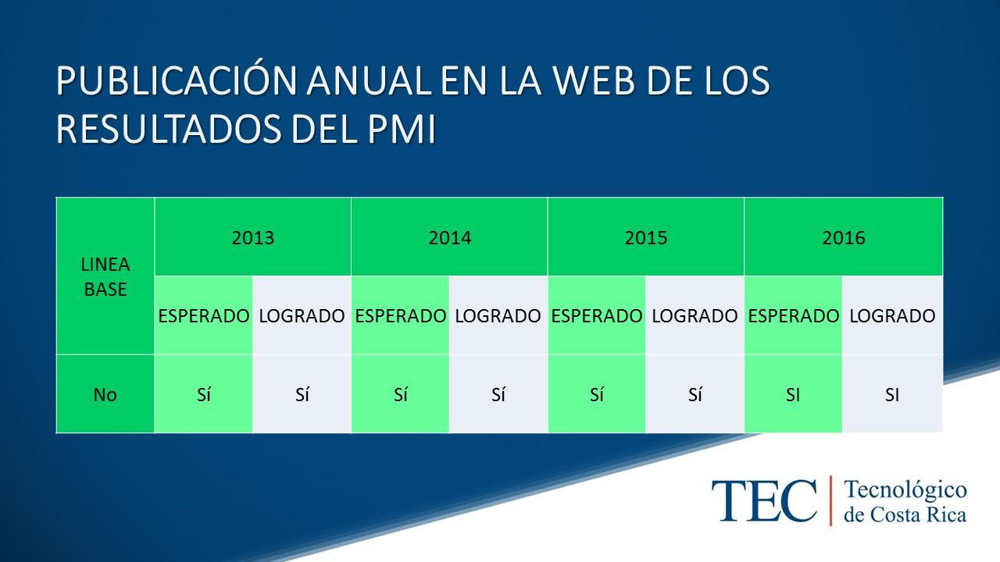 PUBLICACIÓN ANUAL EN LA WEB DE LOS
RESULTADOS DEL PMI
LINEA
BASE
2013 2014 2015 2016
ESPERADO LOGRADO ESPERADO LOGRADO ESPERADO LOGRADO ESPERADO LOGRADO
No Sí Sí Sí Sí Sí Sí SI SI
TEC Tecnológico
de Costa Rica